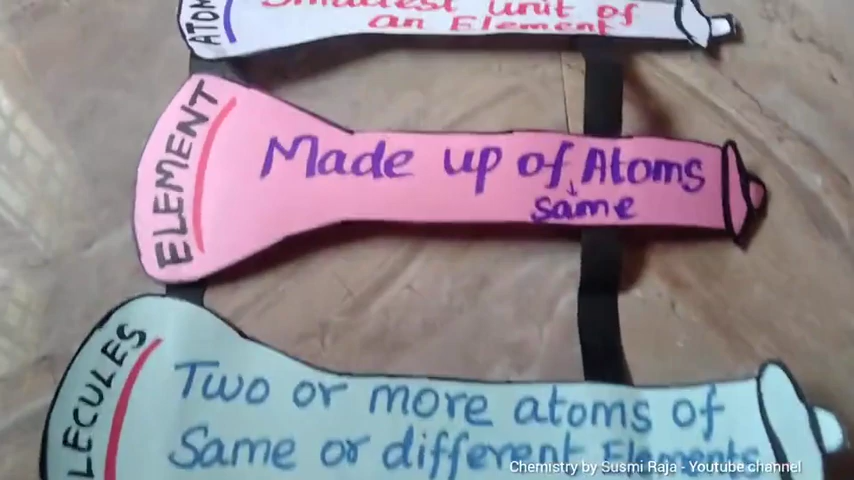 ATOM
Smallest unit of
an Element
ELEMENT
Made up of Atoms
same
LECULES
Two or more atoms of
Same or different Elements
Chemistry by Susmi Raja - Youtube channel